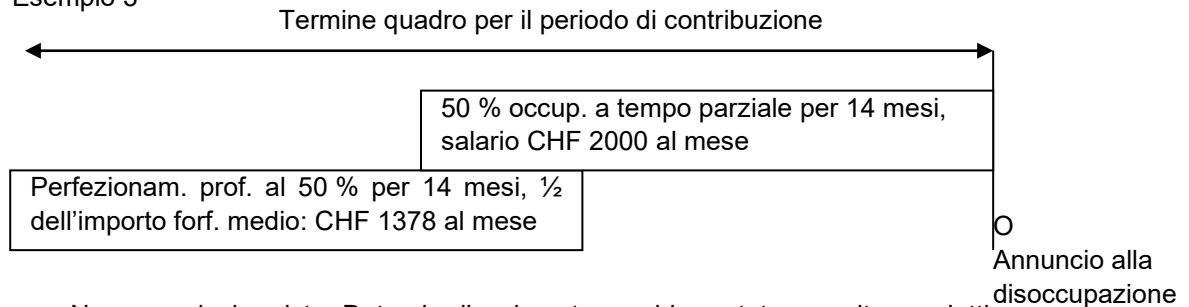 Termine quadro per il periodo di contribuzione
50 % occup. a tempo parziale per 14 mesi,
salario CHF 2000 al mese
Perfezionam. prof. al 50 % per 14 mesi, ½
dell’importo forf. medio: CHF 1378 al mese
O
Annuncio alla
disoccupazione